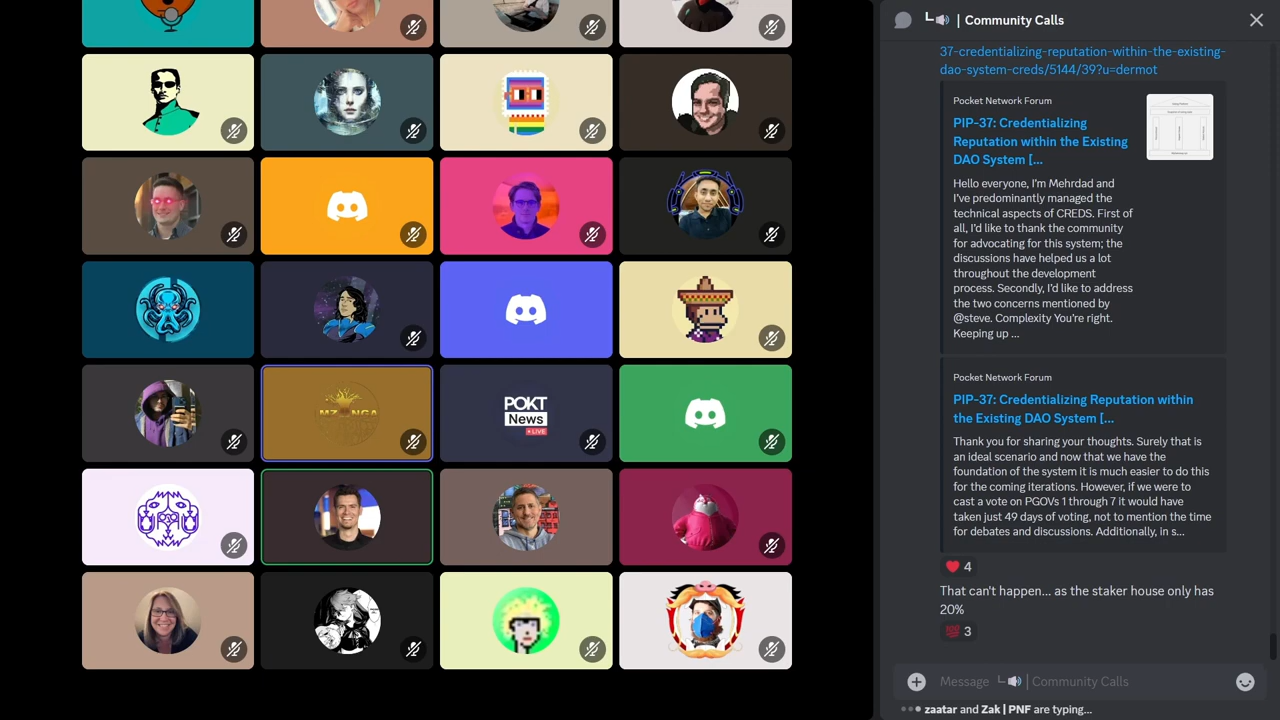 | Community Calls
37-credentializing-reputation-within-the-existing-
dao-system-creds/5144/39?u=dermot
Pocket Network Forum
PIP-37: Credentializing
Reputation within the Existing
DAO System [...
Hello everyone, I'm Mehrdad and
I've predominantly managed the
technical aspects of CREDS. First of
all, I'd like to thank the community
for advocating for this system; the
discussions have helped us a lot
throughout the development
process. Secondly, I'd like to address
the two concerns mentioned by
@steve. Complexity You're right.
Keeping up ...
Pocket Network Forum
PIP-37: Credentializing Reputation within
the Existing DAO System [...
Thank you for sharing your thoughts. Surely that is
an ideal scenario and now that we have the
foundation of the system it is much easier to do this
for the coming iterations. However, if we were to
cast a vote on PGOVs 1 through 7 it would have
taken just 49 days of voting, not to mention the time
for debates and discussions. Additionally, in s...
4
That can't happen... as the staker house only has
20%
3
Message | Community Calls
zaatar and Zak | PNF are typing...
POKT
News
LIVE